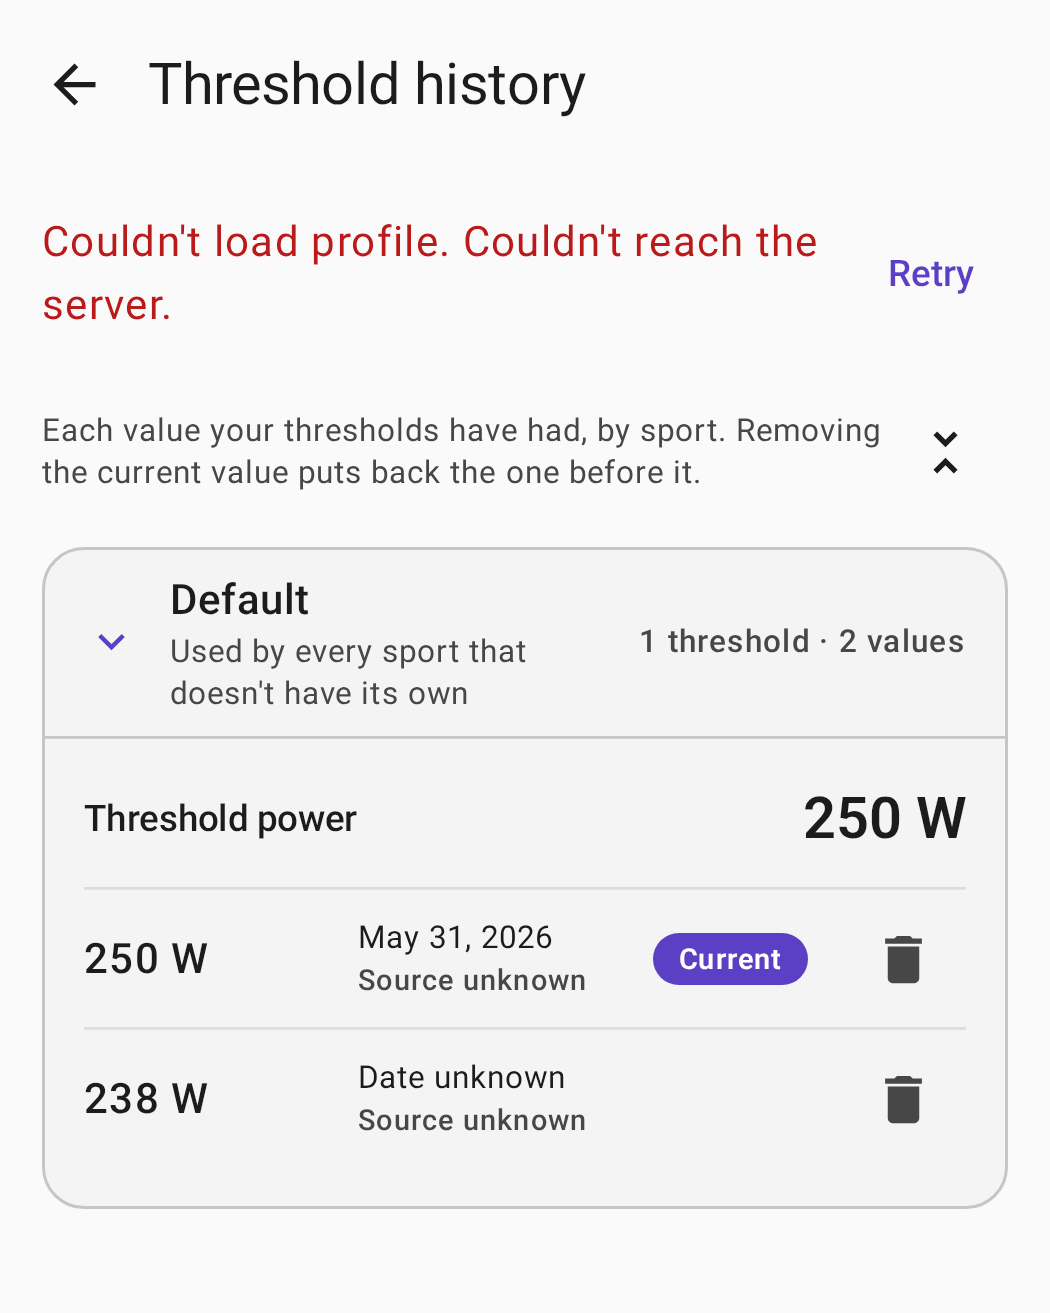 Threshold history
Couldn't load profile. Couldn't reach the
server.
Retry
Each value your thresholds have had, by sport. Removing
the current value puts back the one before it.
Default
Used by every sport that
doesn't have its own
1 threshold · 2 values
Threshold power
250 W
250 W
May 31, 2026
Source unknown
Current
238 W
Date unknown
Source unknown